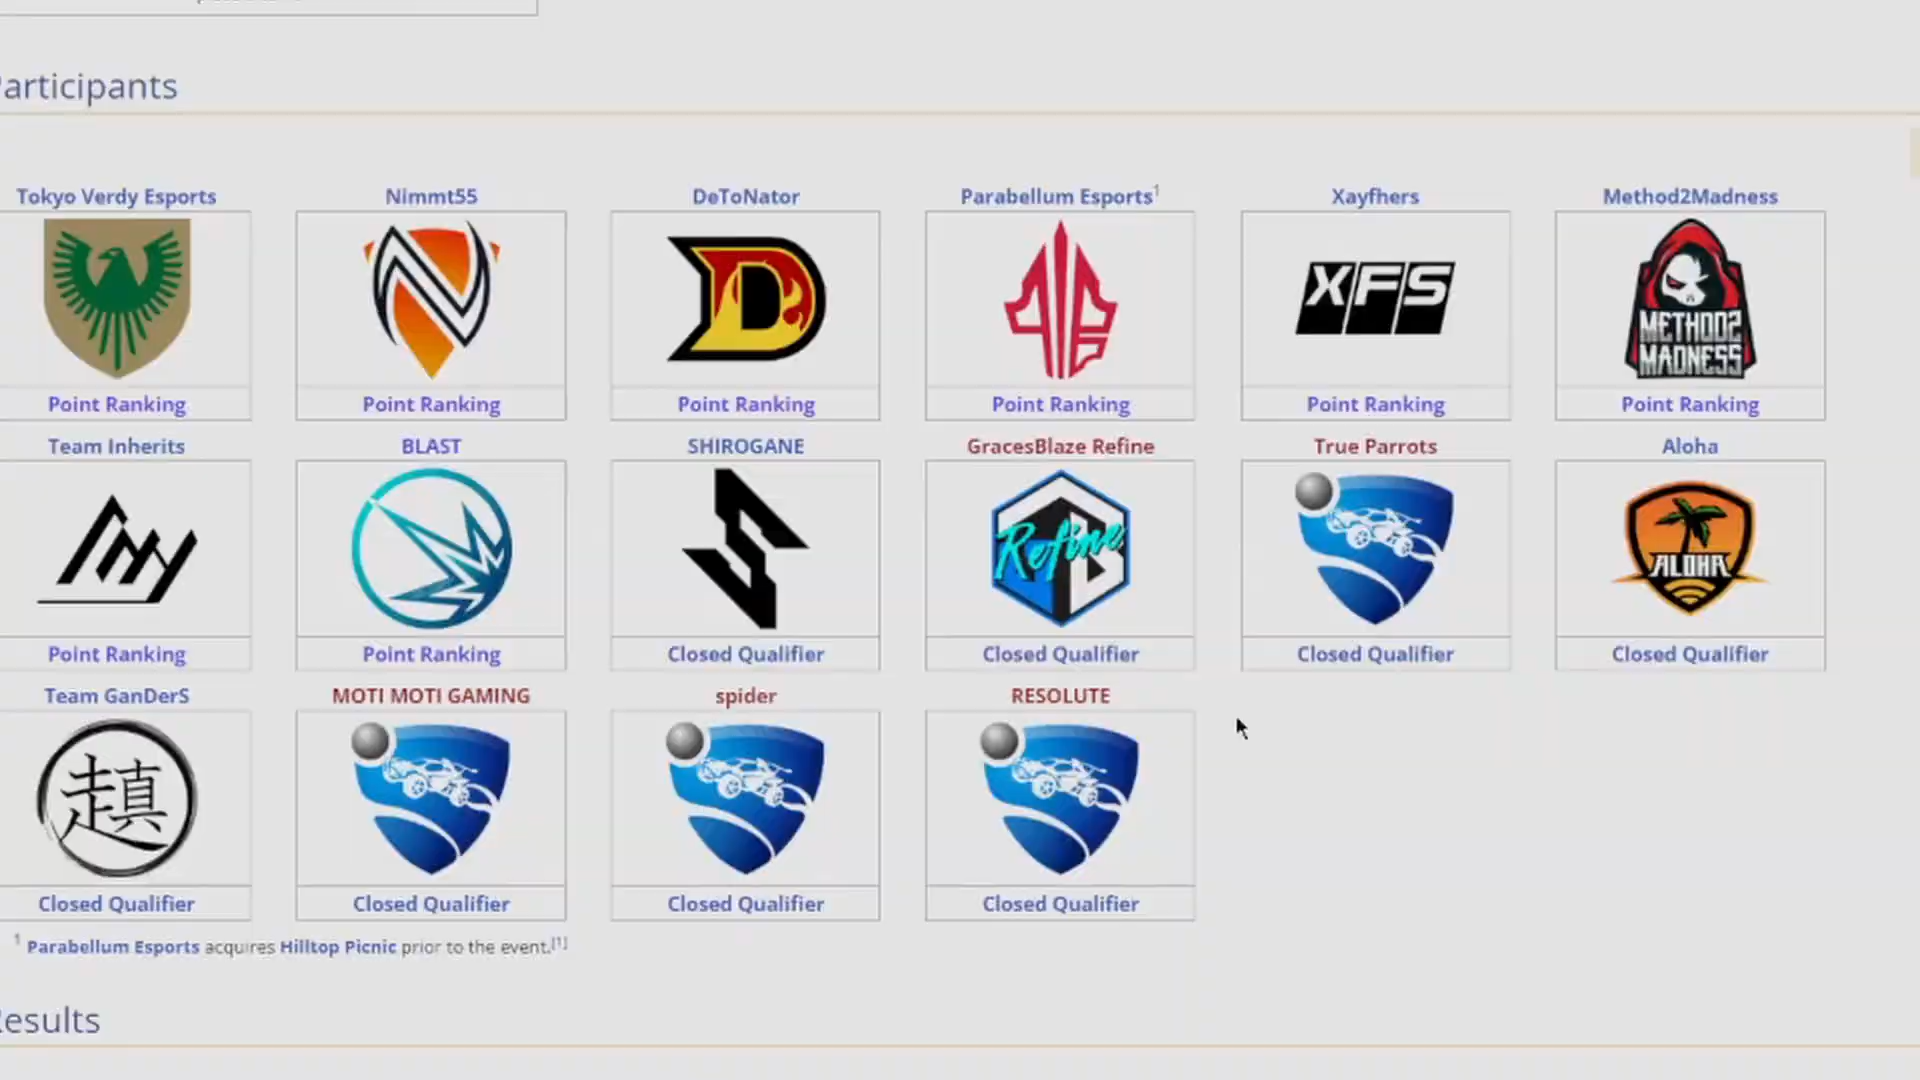 Participants
Tokyo Verdy Esports Nimmt55 DeToNator Parabellum Esports¹ Xayfhers Method2Madness
XFS
METHOD2
MADNESS
Point Ranking Point Ranking Point Ranking Point Ranking Point Ranking Point Ranking
Team Inherits BLAST SHIROGANE GracesBlaze Refine True Parrots Aloha
Refine
ALOHA
Point Ranking Point Ranking Closed Qualifier Closed Qualifier Closed Qualifier Closed Qualifier
Team GanDerS MOTI MOTI GAMING spider RESOLUTE
Closed Qualifier Closed Qualifier Closed Qualifier Closed Qualifier
¹ Parabellum Esports acquires Hilltop Picnic prior to the event.[1]
Results